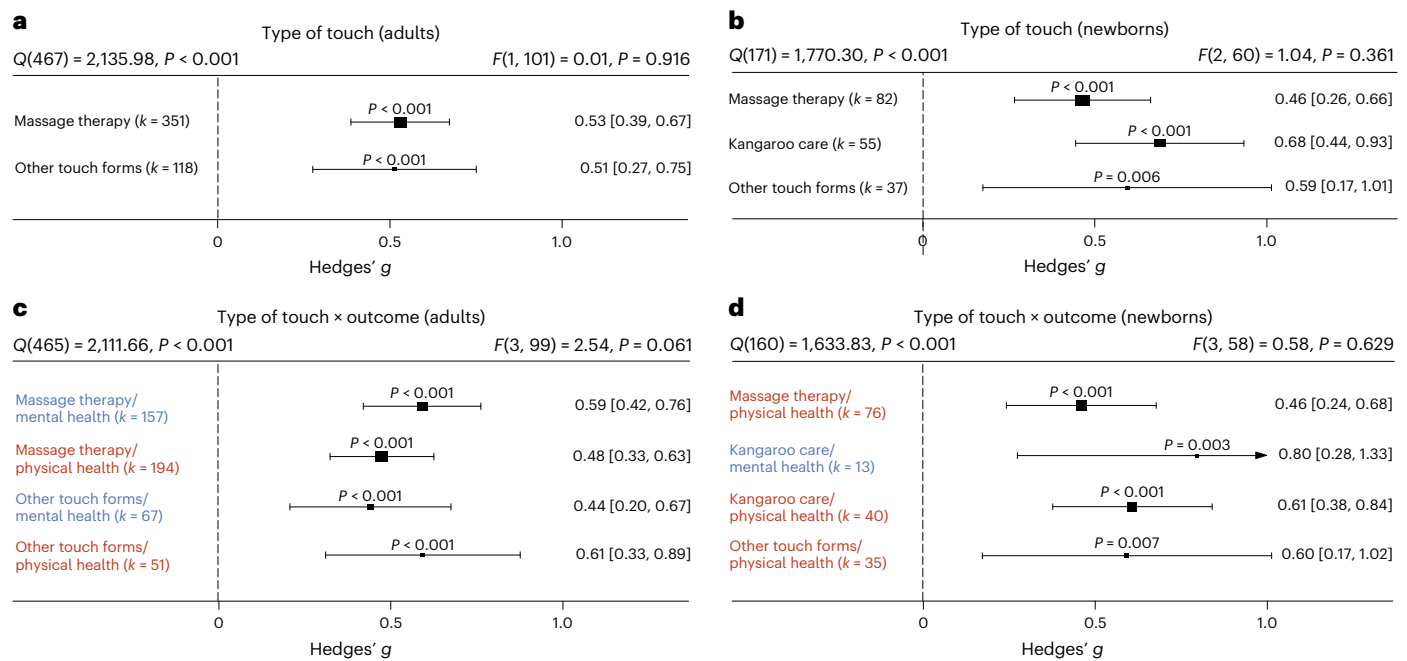 a
Type of touch (adults)
Q(467) = 2,135.98, P < 0.001
F(1, 101) = 0.01, P = 0.916
P < 0.001
Massage therapy (k = 351)
0.53 [0.39, 0.67]
P < 0.001
Other touch forms (k = 118)
0.51 [0.27, 0.75]
0
0.5
1.0
Hedges’ g
b
Type of touch (newborns)
Q(171) = 1,770.30, P < 0.001
F(2, 60) = 1.04, P = 0.361
P < 0.001
Massage therapy (k = 82)
0.46 [0.26, 0.66]
P < 0.001
Kangaroo care (k = 55)
0.68 [0.44, 0.93]
P = 0.006
Other touch forms (k = 37)
0.59 [0.17, 1.01]
0
0.5
1.0
Hedges’ g
c
Type of touch × outcome (adults)
Q(465) = 2,111.66, P < 0.001
F(3, 99) = 2.54, P = 0.061
P < 0.001
Massage therapy/
mental health (k = 157)
0.59 [0.42, 0.76]
P < 0.001
Massage therapy/
physical health (k = 194)
0.48 [0.33, 0.63]
P < 0.001
Other touch forms/
mental health (k = 67)
0.44 [0.20, 0.67]
P < 0.001
Other touch forms/
physical health (k = 51)
0.61 [0.33, 0.89]
0
0.5
1.0
Hedges’ g
d
Type of touch × outcome (newborns)
Q(160) = 1,633.83, P < 0.001
F(3, 58) = 0.58, P = 0.629
P < 0.001
Massage therapy/
physical health (k = 76)
0.46 [0.24, 0.68]
P = 0.003
Kangaroo care/
mental health (k = 13)
0.80 [0.28, 1.33]
P < 0.001
Kangaroo care/
physical health (k = 40)
0.61 [0.38, 0.84]
P = 0.007
Other touch forms/
physical health (k = 35)
0.60 [0.17, 1.02]
0
0.5
1.0
Hedges’ g